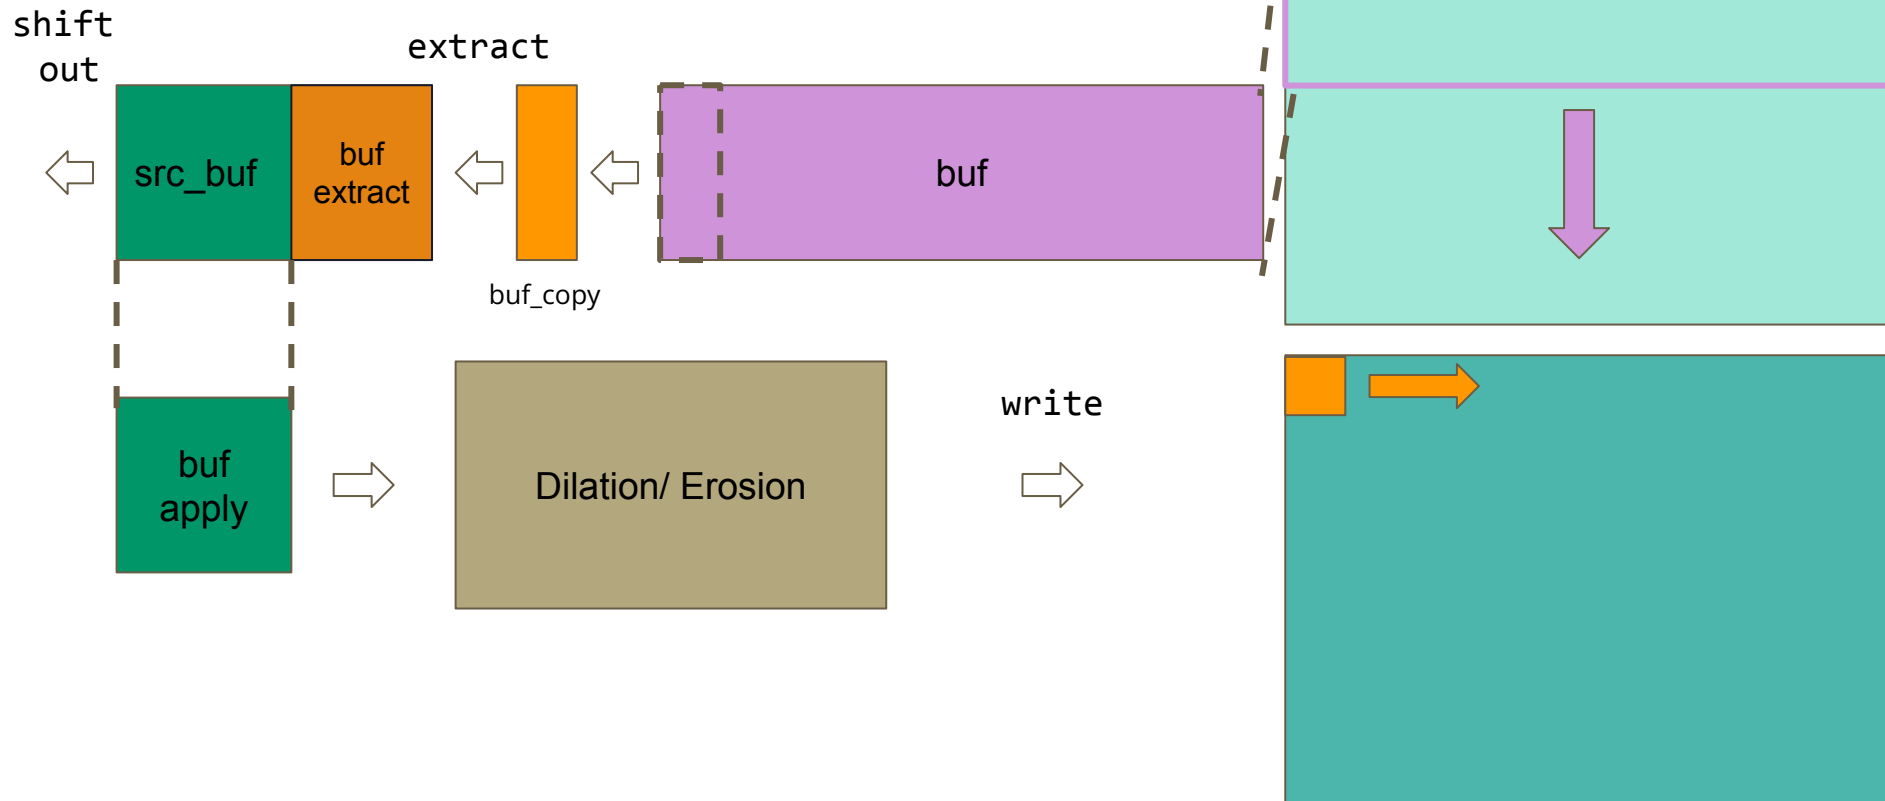 shift
out
extract
src_buf
buf
extract
buf
buf_copy
write
buf
apply
Dilation/ Erosion